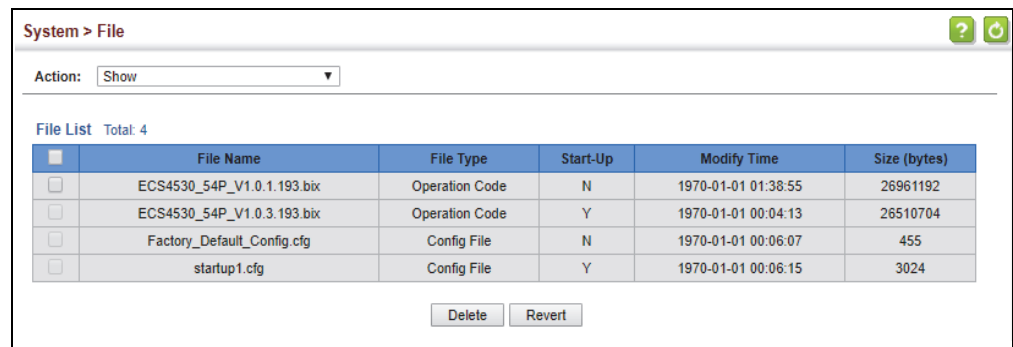 System > File
?
Action: Show
File List Total: 4
File Name File Type Start-Up Modify Time Size (bytes)
ECS4530_54P_V1.0.1.193.bix Operation Code N 1970-01-01 01:38:55 26961192
ECS4530_54P_V1.0.3.193.bix Operation Code Y 1970-01-01 00:04:13 26510704
Factory_Default_Config.cfg Config File N 1970-01-01 00:06:07 455
startup1.cfg Config File Y 1970-01-01 00:06:15 3024
Delete Revert